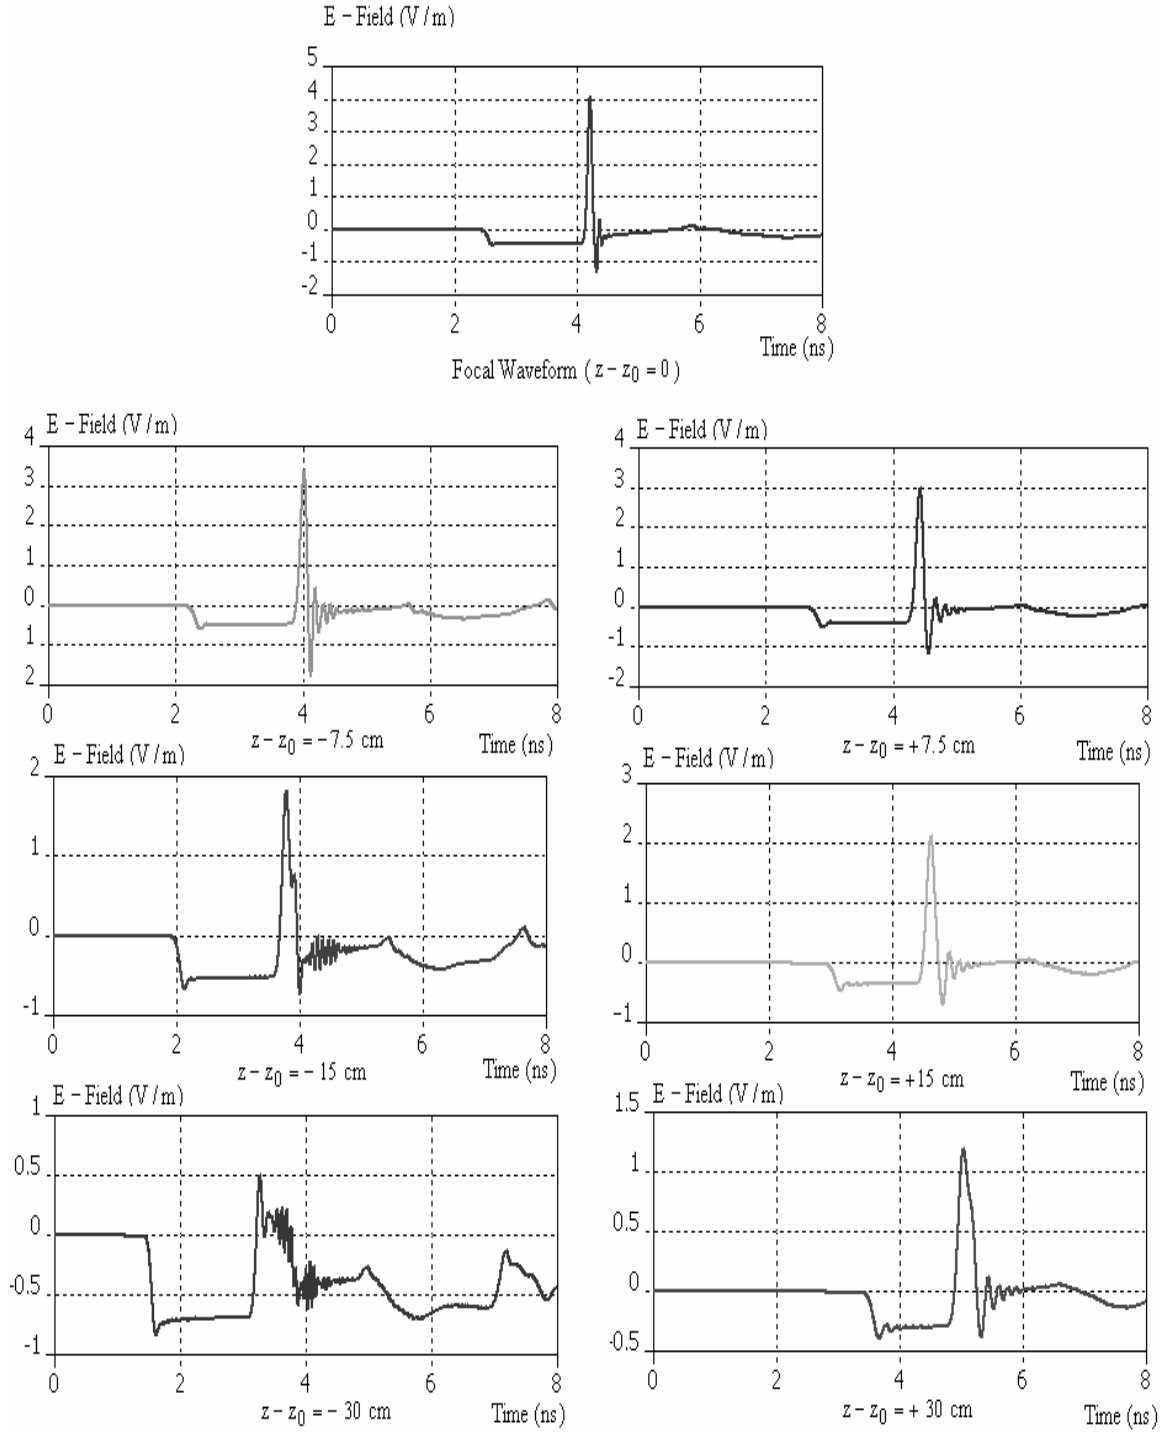 E – Field (V / m)
5
4
3
2
1
0
-1
-2
0 2 4 6 8
Time (ns)
Focal Waveform ( z – z0 = 0 )
E – Field (V / m)
4
3
2
1
0
1
2
0 2 4 6 8
z – z0 = –7.5 cm
Time (ns)
E – Field (V / m)
4
3
2
1
0
-1
-2
0 2 4 6 8
z – z0 = +7.5 cm
Time (ns)
E – Field (V / m)
2
1
0
-1
0 2 4 6 8
z – z0 = – 15 cm
Time (ns)
E – Field (V / m)
3
2
1
0
-1
0 2 4 6 8
z – z0 = +15 cm
Time (ns)
E – Field (V / m)
1
0.5
0
-0.5
-1
0 2 4 6 8
z – z0 = – 30 cm
Time (ns)
E – Field (V / m)
1.5
1
0.5
0
-0.5
0 2 4 6 8
z – z0 = + 30 cm
Time (ns)